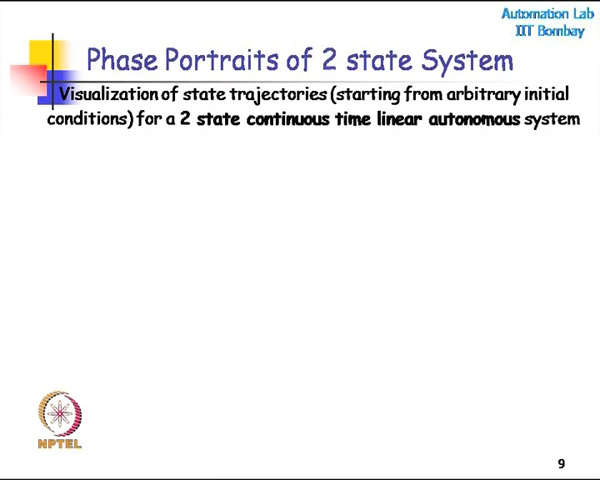 Automation Lab
IIT Bombay
Phase Portraits of 2 state System
Visualization of state trajectories (starting from arbitrary initial
conditions) for a 2 state continuous time linear autonomous system
NPTEL
9